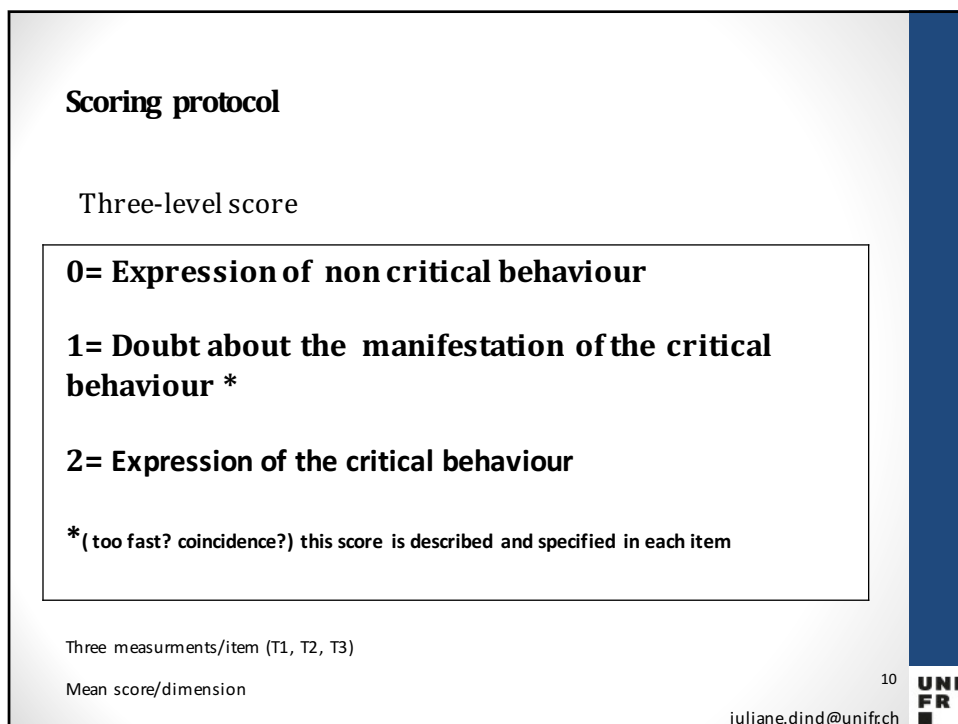 Scoring protocol
Three-level score
0= Expression of non critical behaviour
1= Doubt about the manifestation of the critical
behaviour *
2= Expression of the critical behaviour
*( too fast? coincidence?) this score is described and specified in each item
Three measurments/item (T1, T2, T3)
Mean score/dimension
10
juliane.dind@unifr.ch
UNI
FR